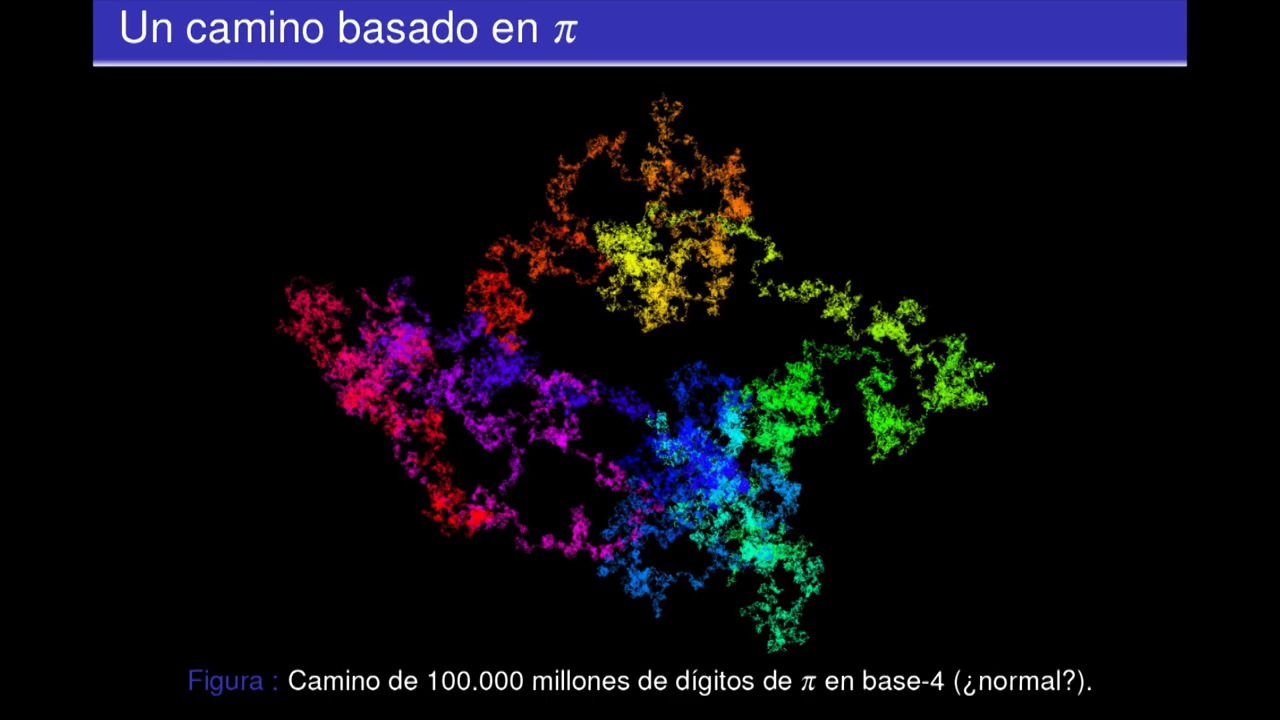 Un camino basado en π
Figura : Camino de 100.000 millones de dígitos de π en base-4 (¿normal?).